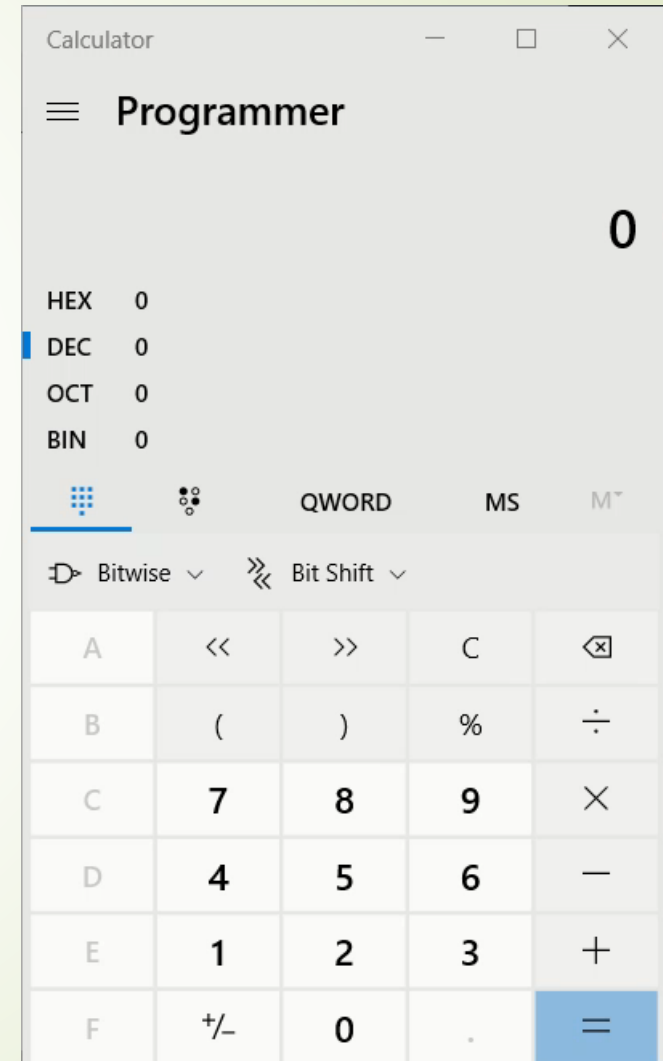 Calculator
Programmer
0
HEX 0
DEC 0
OCT 0
BIN 0
QWORD MS M
Bitwise Bit Shift
A << >> C
B ( ) % ÷
C 7 8 9 ×
D 4 5 6 −
E 1 2 3 +
F +/− 0 . =